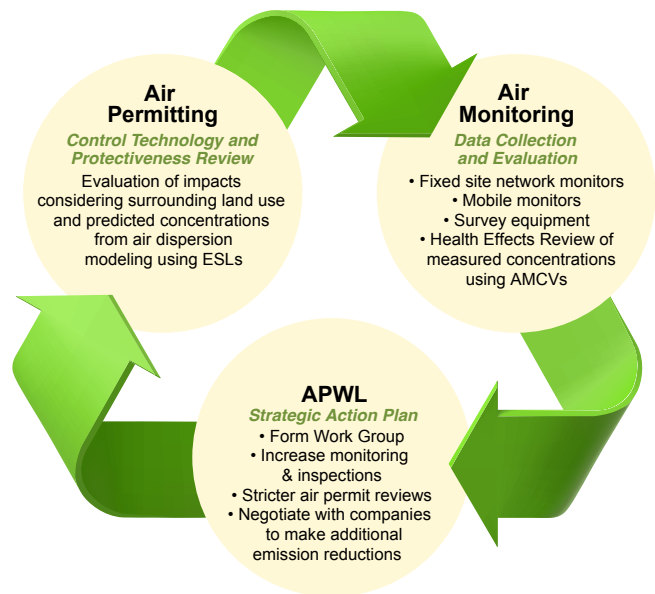 Air
Permitting
Control Technology and
Protectiveness Review
Evaluation of impacts
considering surrounding land use
and predicted concentrations
from air dispersion
modeling using ESLs
Air
Monitoring
Data Collection
and Evaluation
• Fixed site network monitors
• Mobile monitors
• Survey equipment
• Health Effects Review of
measured concentrations
using AMCVs
APWL
Strategic Action Plan
• Form Work Group
• Increase monitoring
& inspections
• Stricter air permit reviews
• Negotiate with companies
to make additional
emission reductions